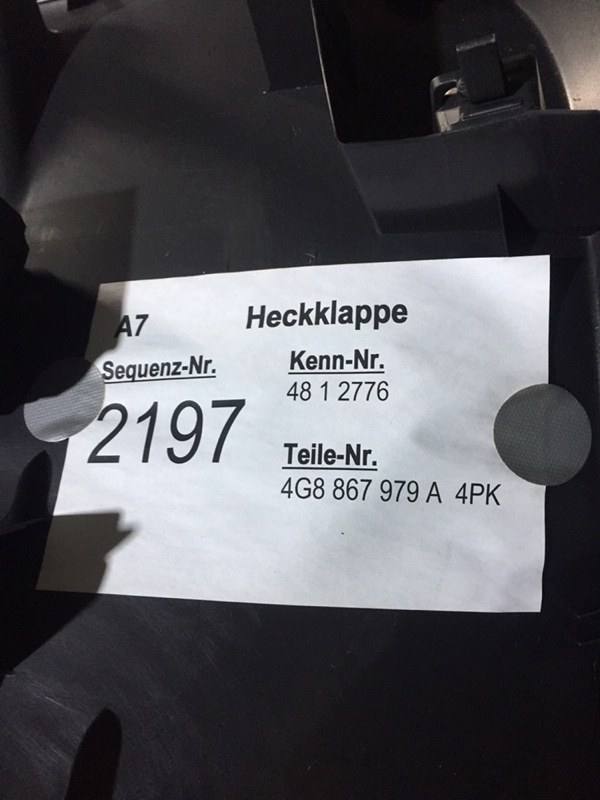 A7 Heckklappe
Sequenz-Nr. Kenn-Nr.
48 1 2776
2197
Teile-Nr.
4G8 867 979 A 4PK